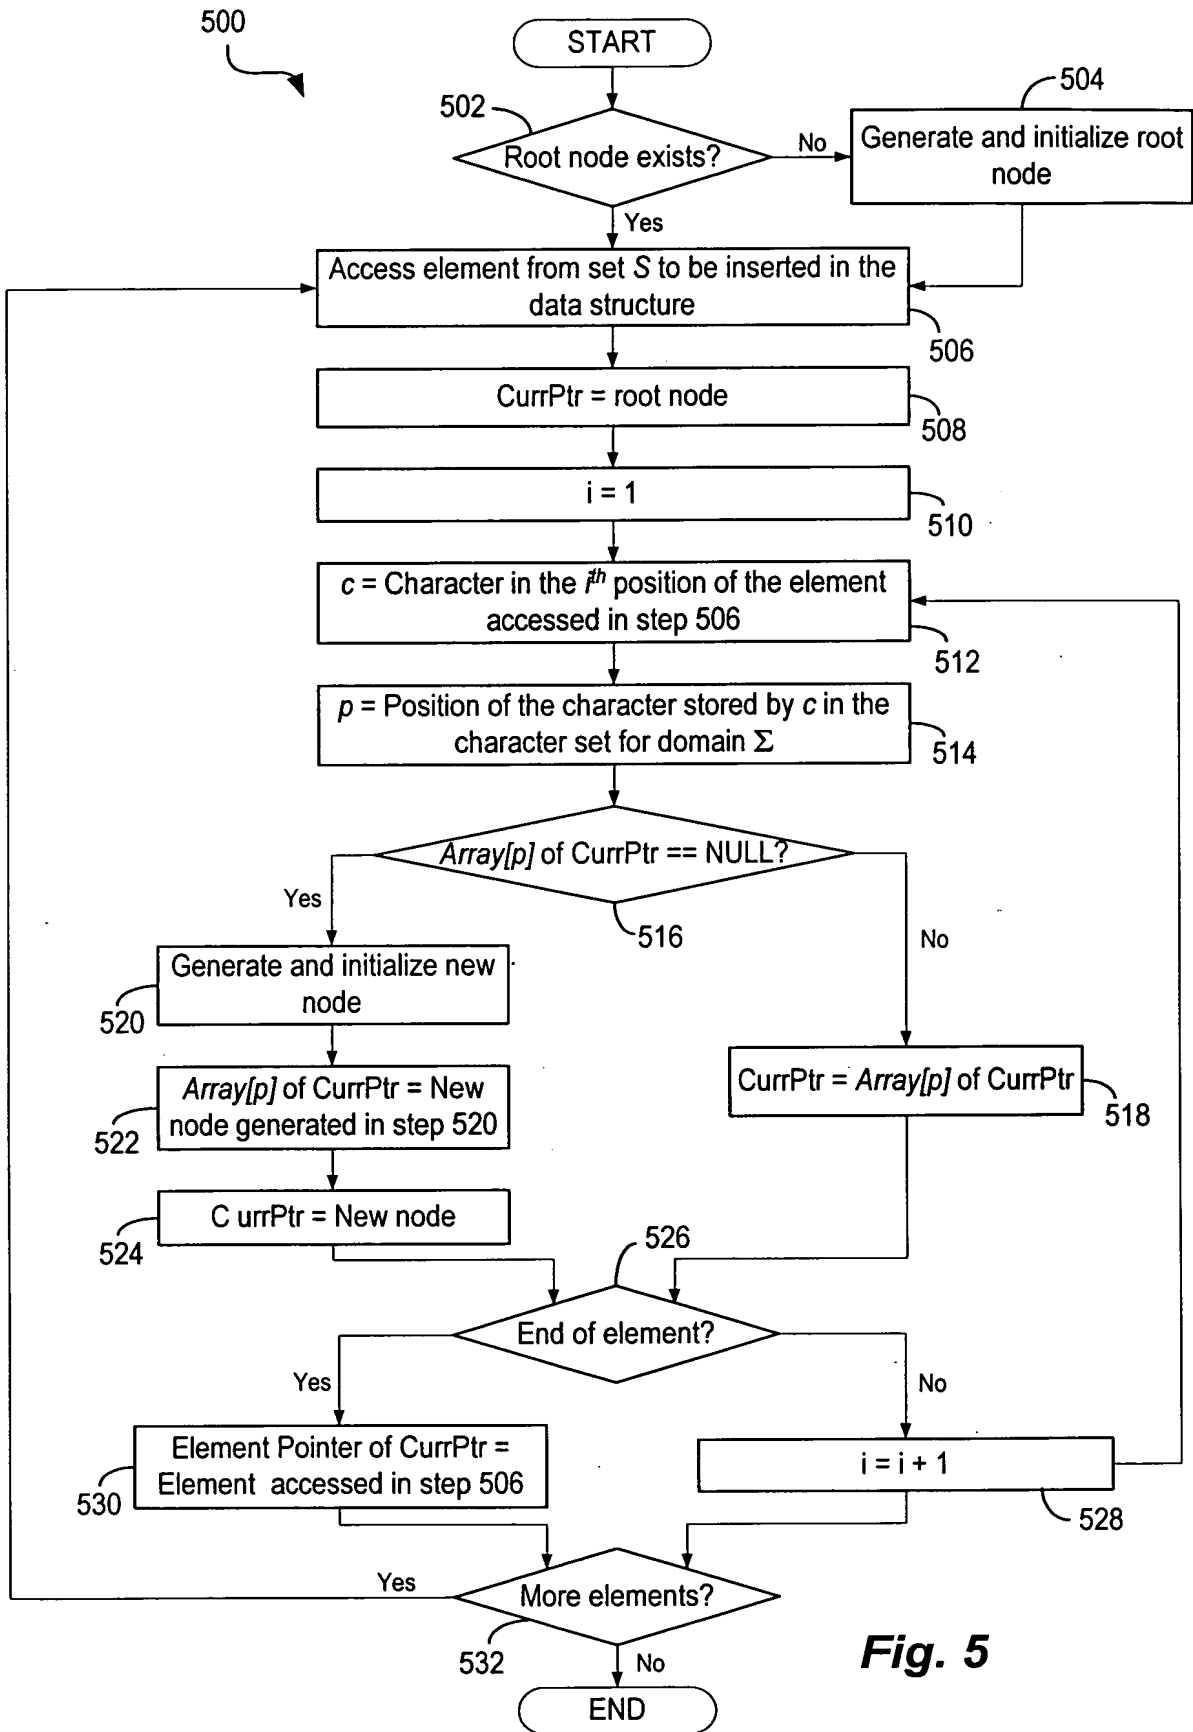 500
START
502
504
Root node exists?
No
Generate and initialize root
node
Yes
Access element from set S to be inserted in the
data structure
506
CurrPtr = root node
508
i = 1
510
c = Character in the ith position of the element
accessed in step 506
512
p = Position of the character stored by c in the
character set for domain Σ
514
Array[p] of CurrPtr == NULL?
Yes
516
No
Generate and initialize new
node
520
Array[p] of CurrPtr = New
node generated in step 520
522
CurrPtr = Array[p] of CurrPtr
518
C urrPtr = New node
524
526
End of element?
Yes
No
Element Pointer of CurrPtr =
Element accessed in step 506
530
i = i + 1
528
Yes
More elements?
532
No
END
Fig. 5